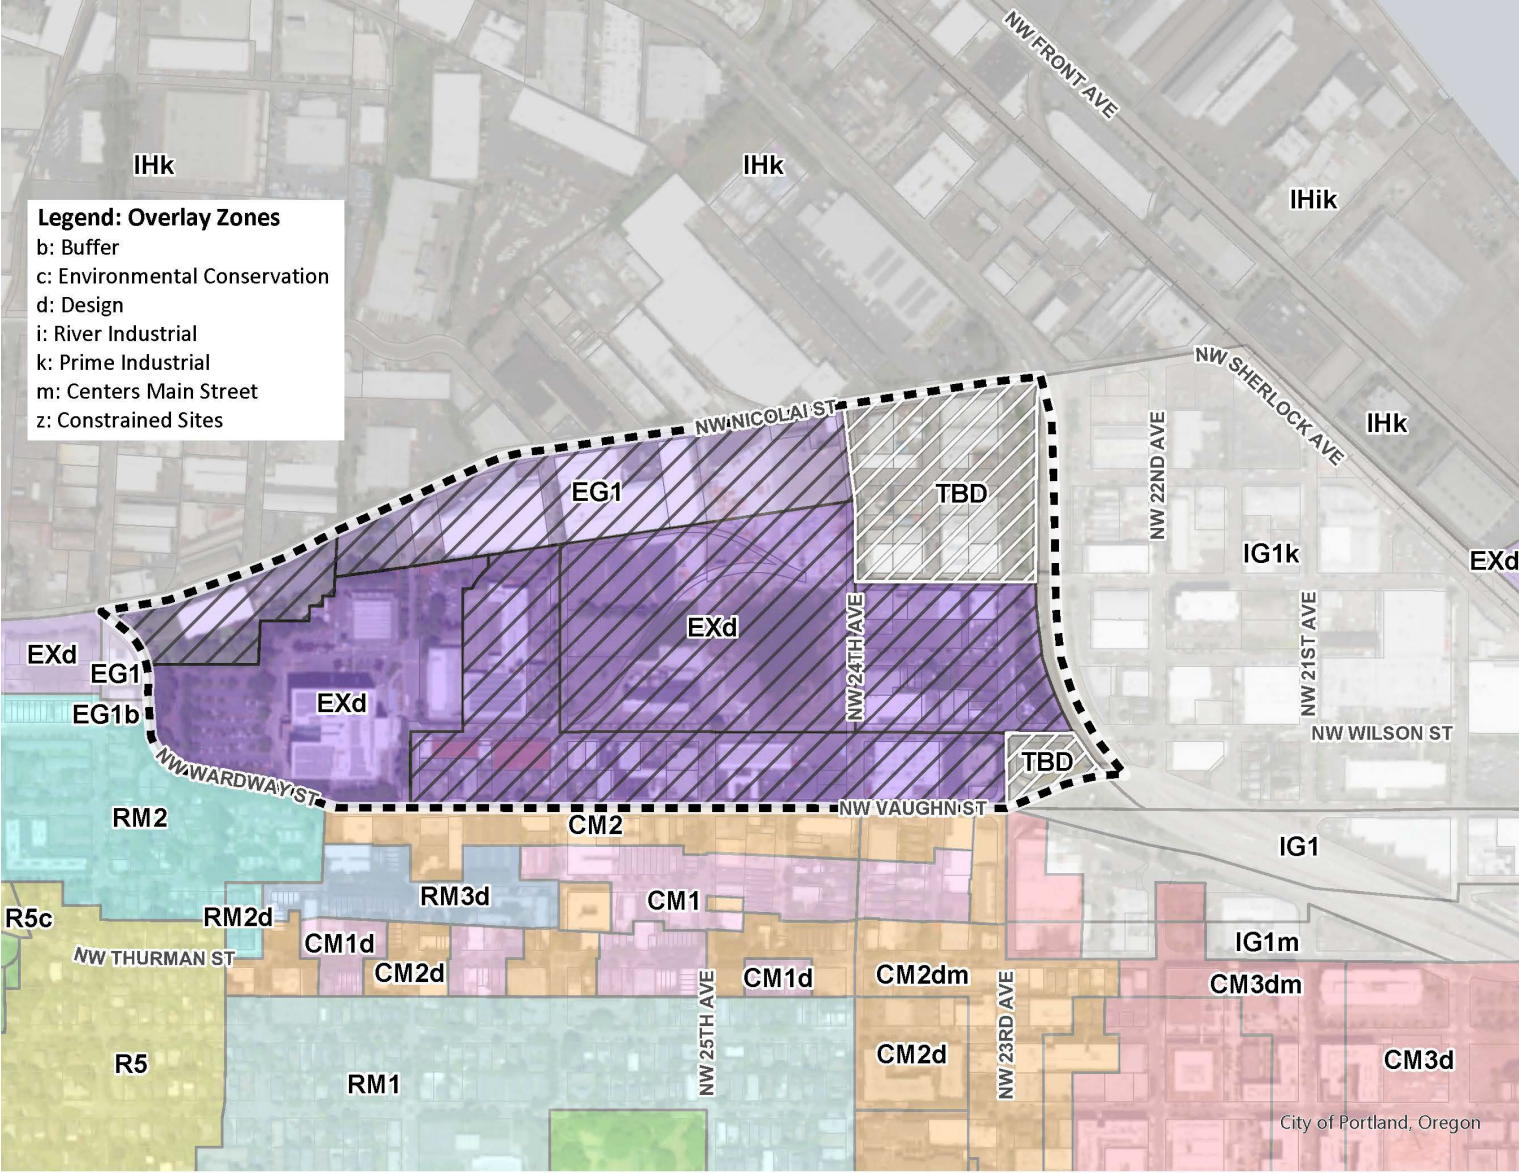 NW FRONT AVE
IHk
IHk
IHik
Legend: Overlay Zones
b: Buffer
c: Environmental Conservation
d: Design
i: River Industrial
k: Prime Industrial
m: Centers Main Street
z: Constrained Sites
NW SHERLOCK AVE
NW NICOLAI ST
IHk
NW 22ND AVE
EG1
TBD
IG1k
EXd
EXd
NW 24TH AVE
NW 21ST AVE
EXd
EG1
EXd
EG1b
NW WILSON ST
TBD
NW WARDWAY ST
NW VAUGHN ST
RM2
CM2
IG1
RM3d
CM1
R5c
RM2d
CM1d
IG1m
NW THURMAN ST
CM2d
CM1d
CM2dm
CM3dm
NW 25TH AVE
NW 23RD AVE
R5
CM2d
CM3d
RM1
City of Portland, Oregon